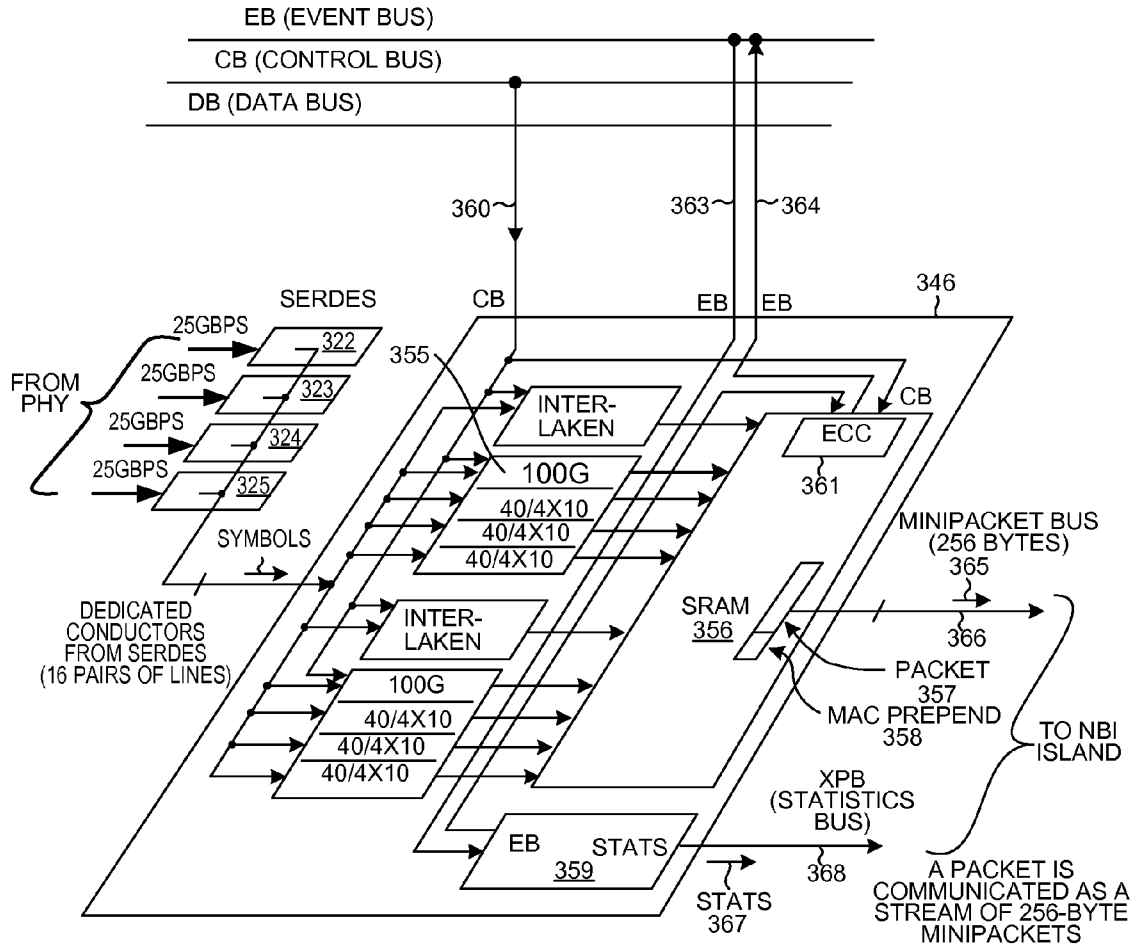 EB (EVENT BUS)
CB (CONTROL BUS)
DB (DATA BUS)
360
363
364
346
SERDES
CB
EB
EB
25GBPS
322
25GBPS
323
25GBPS
324
25GBPS
325
FROM
PHY
355
INTER-
LAKEN
100G
40/4X10
40/4X10
40/4X10
CB
ECC
361
SYMBOLS
DEDICATED
CONDUCTORS
FROM SERDES
(16 PAIRS OF LINES)
INTER-
LAKEN
100G
40/4X10
40/4X10
40/4X10
SRAM
356
MINIPACKET BUS
(256 BYTES)
365
366
PACKET
357
MAC PREPEND
358
TO NBI
ISLAND
XPB
(STATISTICS
BUS)
EB
STATS
359
368
STATS
367
A PACKET IS
COMMUNICATED AS A
STREAM OF 256-BYTE
MINIPACKETS